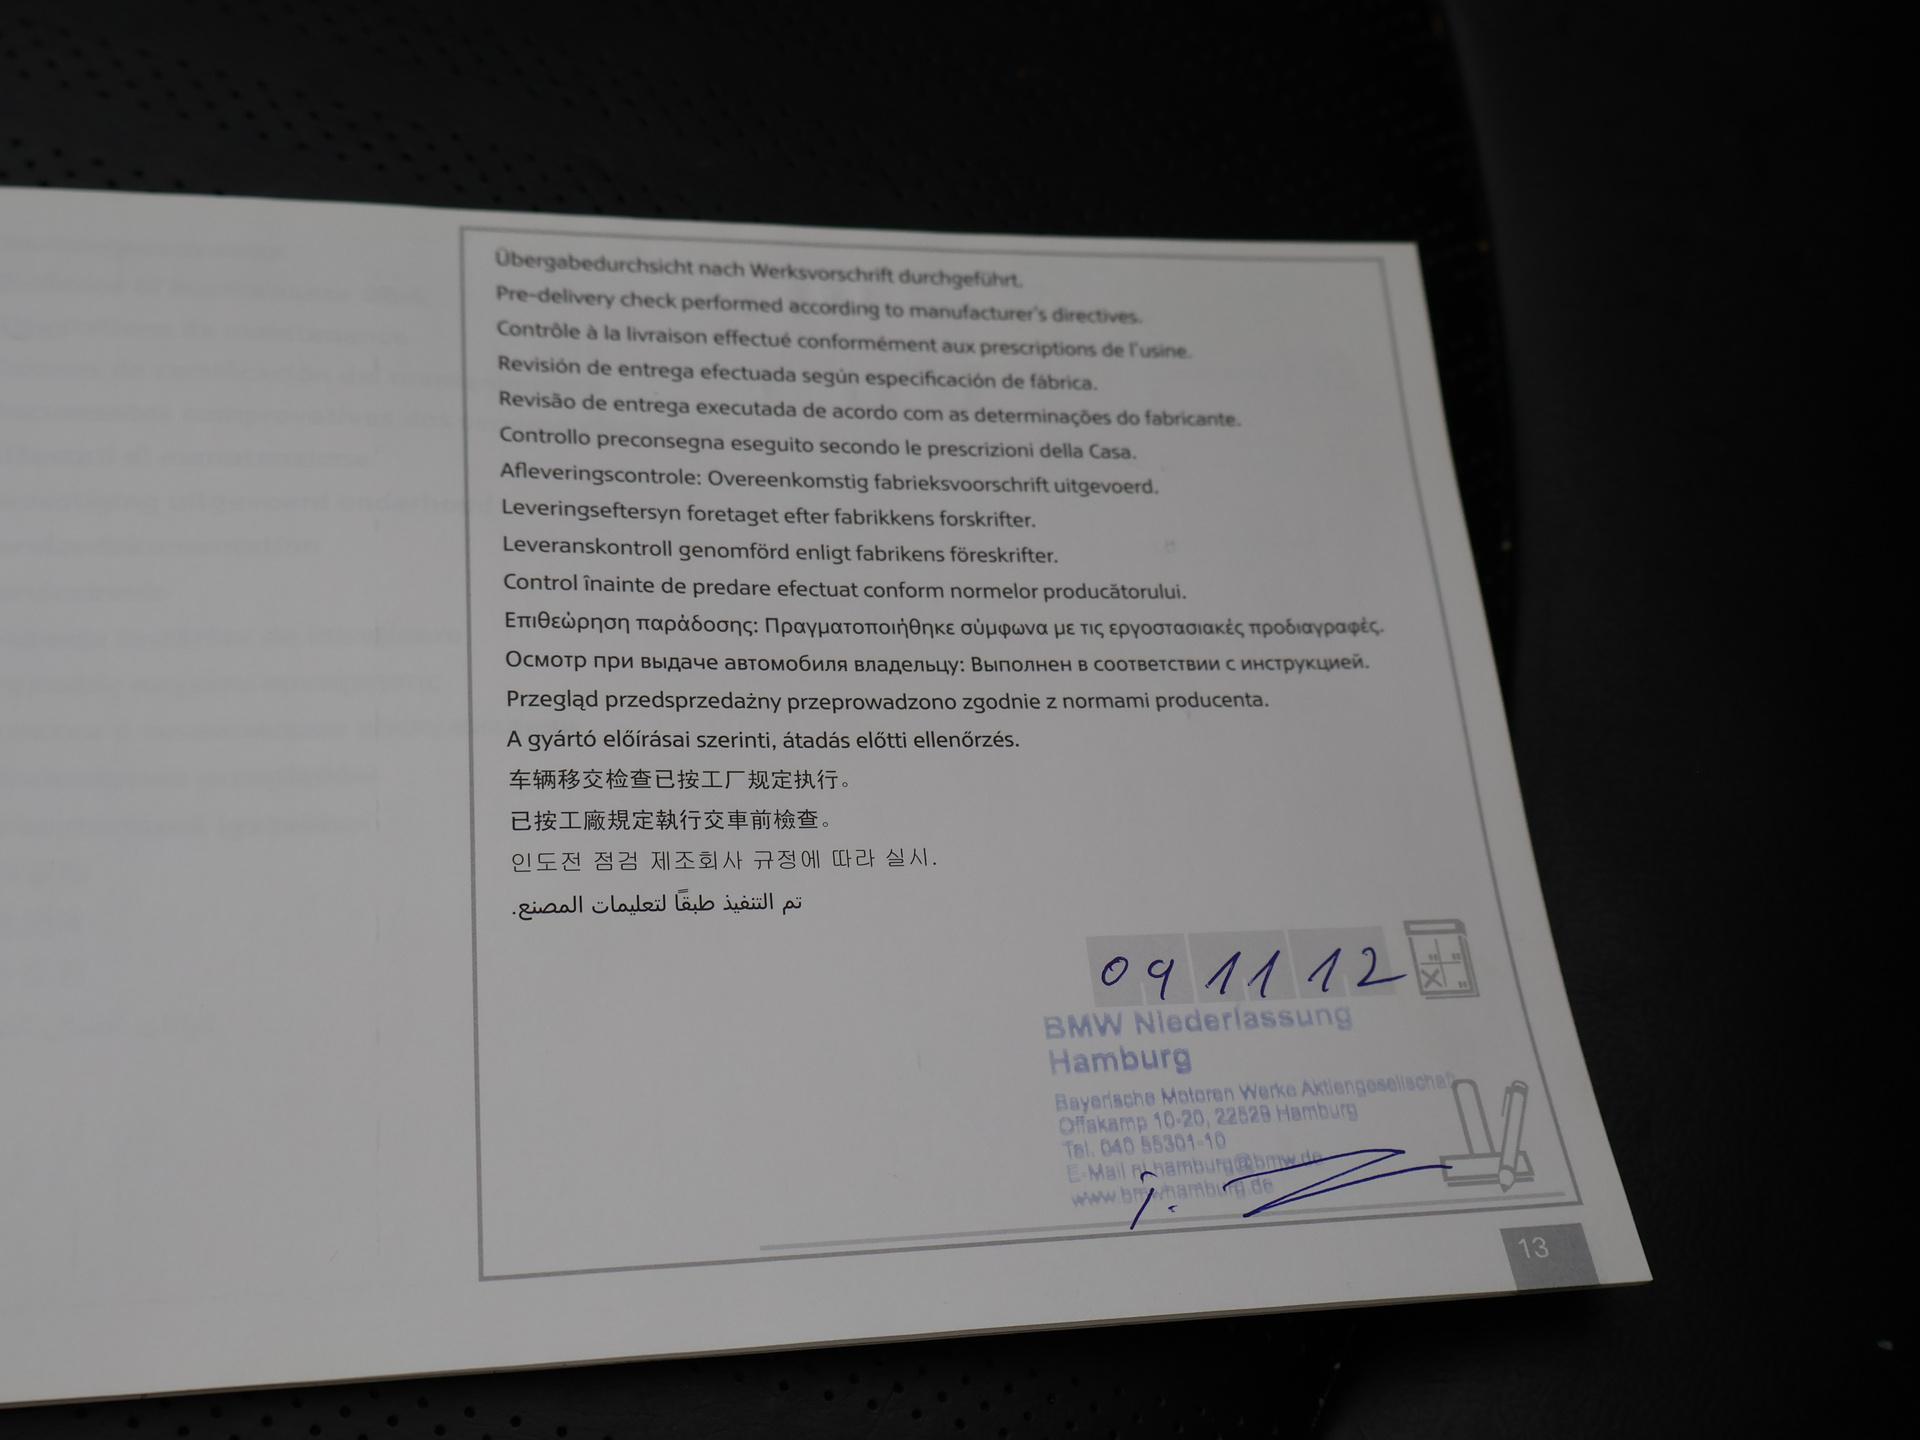 Übergabedurchsicht nach Werksvorschrift durchgeführt.
Pre-delivery check performed according to manufacturer's directives.
Contrôle à la livraison effectué conformément aux prescriptions de l'usine.
Revisión de entrega efectuada según especificación de fábrica.
Revisão de entrega executada de acordo com as determinações do fabricante.
Controllo preconsegna eseguito secondo le prescrizioni della Casa.
Afleveringscontrole: Overeenkomstig fabrieksvoorschrift uitgevoerd.
Leveringseftersyn foretaget efter fabrikkens forskrifter.
Leveranskontroll genomförd enligt fabrikens föreskrifter.
Control înainte de predare efectuat conform normelor producătorului.
Επιθεώρηση παράδοσης: Πραγματοποιήθηκε σύμφωνα με τις εργοστασιακές προδιαγραφές.
Осмотр при выдаче автомобиля владельцу: Выполнен в соответствии с инструкцией.
Przegląd przedsprzedażny przeprowadzono zgodnie z normami producenta.
A gyártó előírásai szerinti, átadás előtti ellenőrzés.
车辆移交检查已按工厂规定执行。
已按工廠規定執行交車前檢查。
인도전 점검 제조회사 규정에 따라 실시.
تم التنفيذ طبقًا لتعليمات المصنع.
09 11 12
BMW Niederlassung
Hamburg
Bayerische Motoren Werke Aktiengesellschaft
Offakamp 10-20, 22529 Hamburg
Tel. 040 55301-10
E-Mail nl.hamburg@bmw.de
www.bmwhamburg.de
13